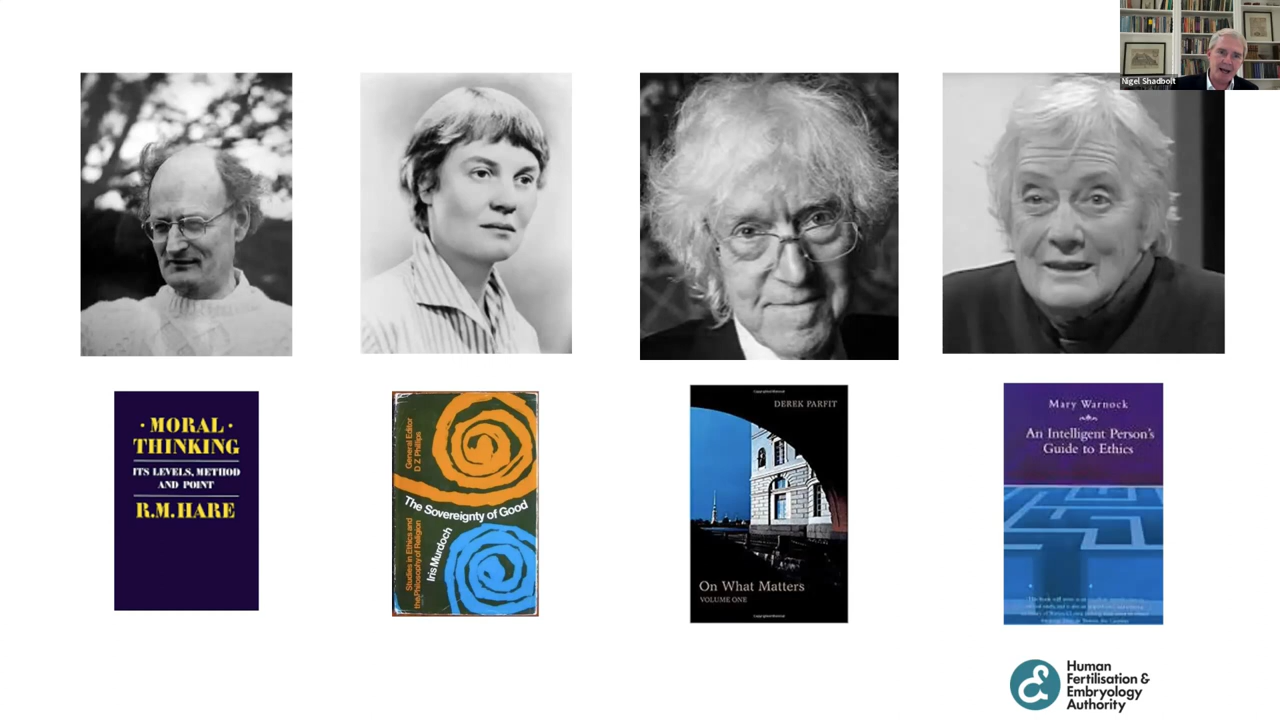 Nigel Shadbolt
· MORAL ·
THINKING
ITS LEVELS, METHOD
AND POINT
R.M. HARE
General Editor
D Z Phillips
The Sovereignty of Good
Studies in Ethics and
the Philosophy of Religion
Iris Murdoch
DEREK PARFIT
On What Matters
VOLUME ONE
Mary Warnock
An Intelligent Person's
Guide to Ethics
Human
Fertilisation &
Embryology
Authority